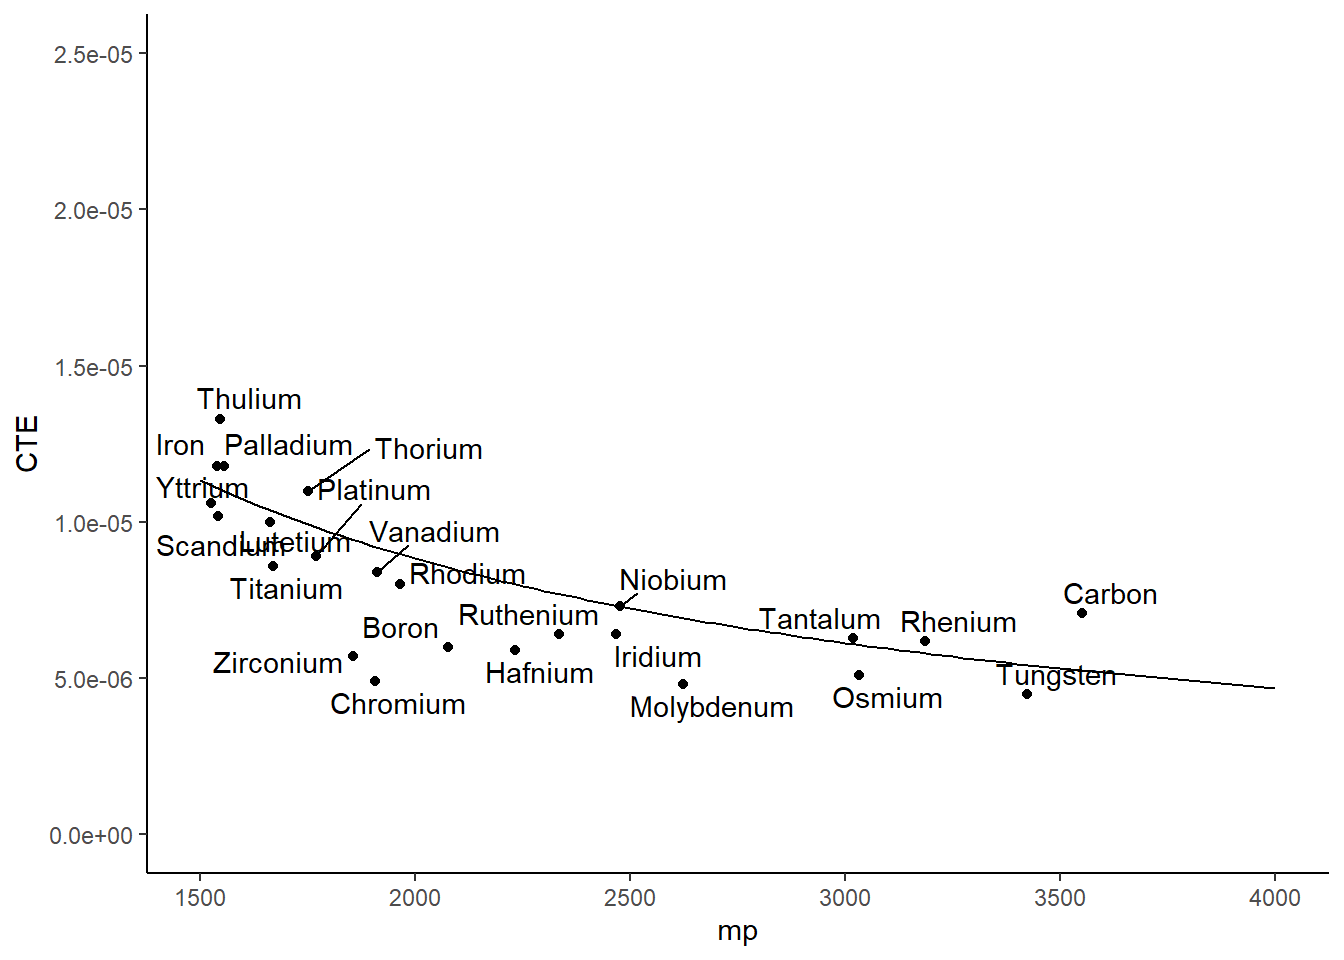 2.5e-05
2.0e-05
1.5e-05
1.0e-05
5.0e-06
0.0e+00
CTE
Thulium
Iron
Palladium
Thorium
Yttrium
Platinum
Vanadium
Scandium
Lutetium
Titanium
Rhodium
Niobium
Carbon
Ruthenium
Tantalum
Rhenium
Boron
Zirconium
Iridium
Hafnium
Tungsten
Chromium
Molybdenum
Osmium
1500
2000
2500
3000
3500
4000
mp